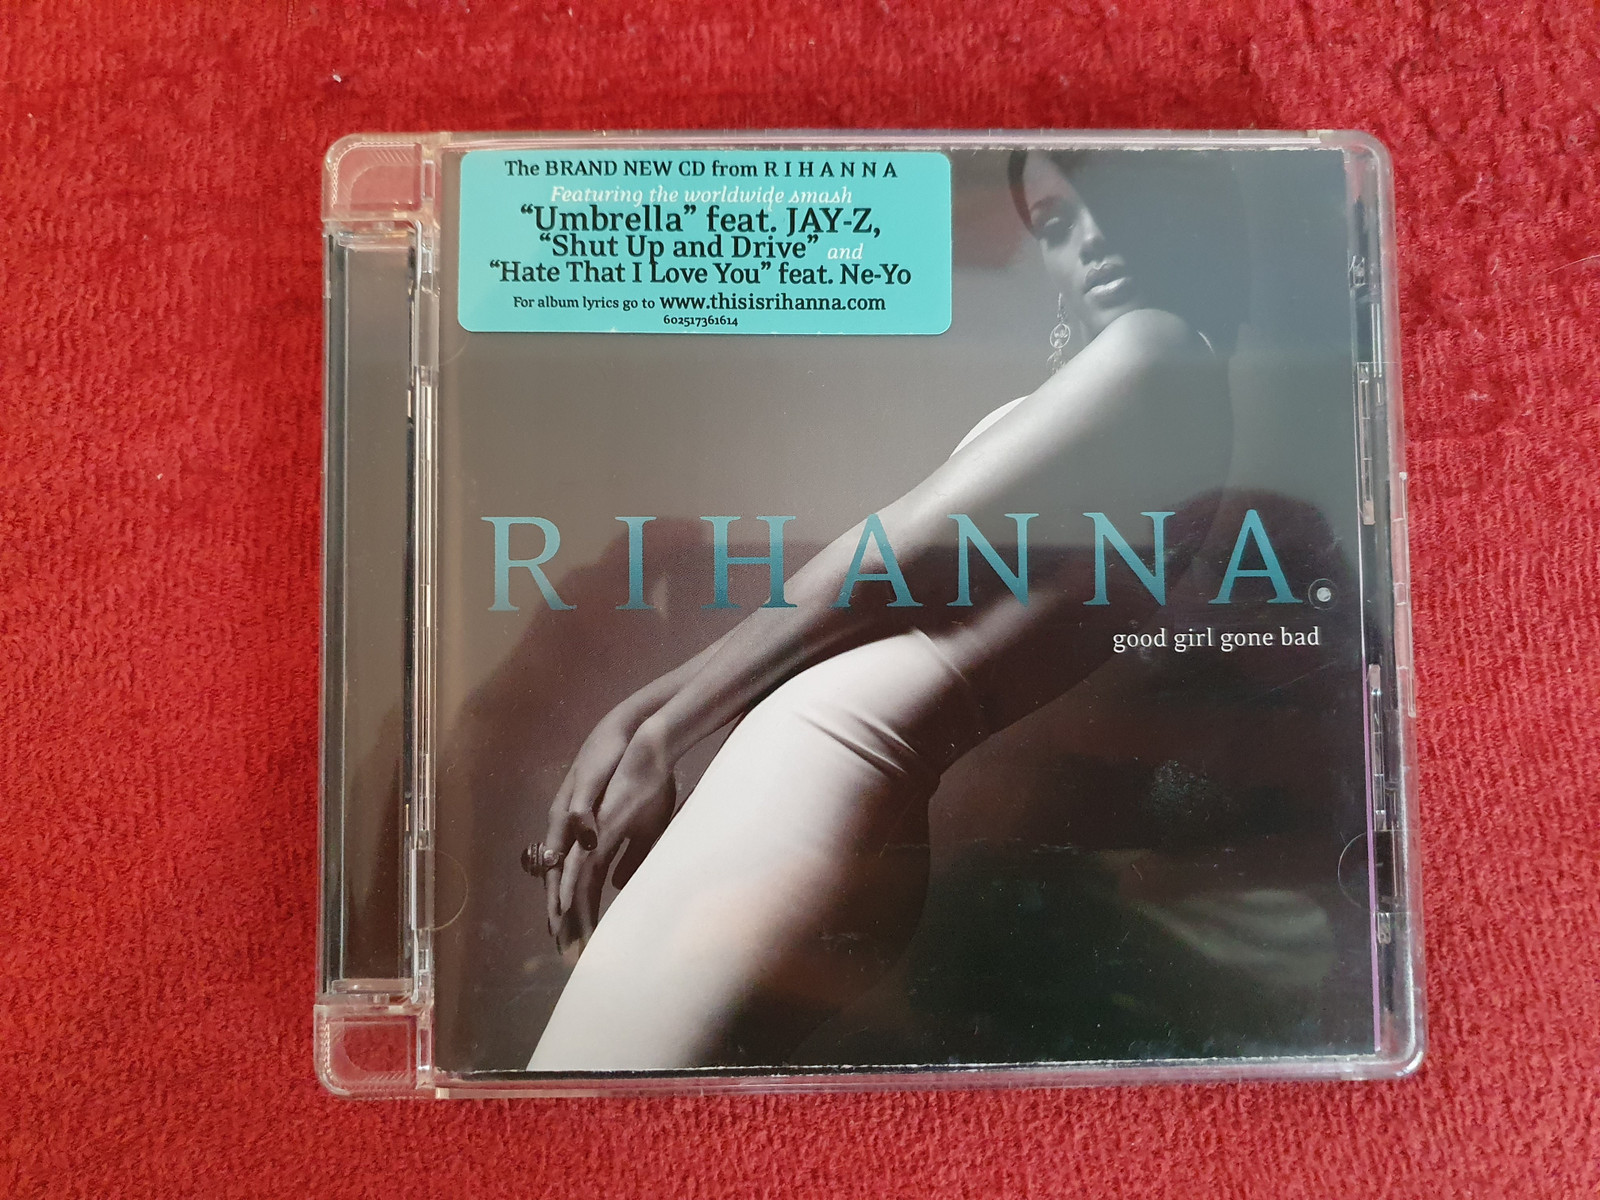 The BRAND NEW CD from RIHANNA
Featuring the worldwide smash
“Umbrella” feat. JAY-Z,
“Shut Up and Drive” and
“Hate That I Love You” feat. Ne-Yo
For album lyrics go to www.thisisrihanna.com
602517361614
RIHANNA.
good girl gone bad